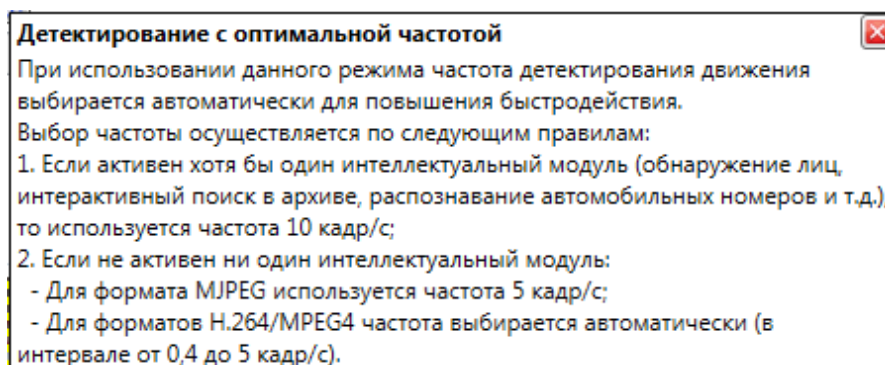 Детектирование с оптимальной частотой
При использовании данного режима частота детектирования движения
выбирается автоматически для повышения быстродействия.
Выбор частоты осуществляется по следующим правилам:
1. Если активен хотя бы один интеллектуальный модуль (обнаружение лиц,
интерактивный поиск в архиве, распознавание автомобильных номеров и т.д.),
то используется частота 10 кадр/с;
2. Если не активен ни один интеллектуальный модуль:
- Для формата MJPEG используется частота 5 кадр/с;
- Для форматов H.264/MPEG4 частота выбирается автоматически (в
интервале от 0,4 до 5 кадр/с).